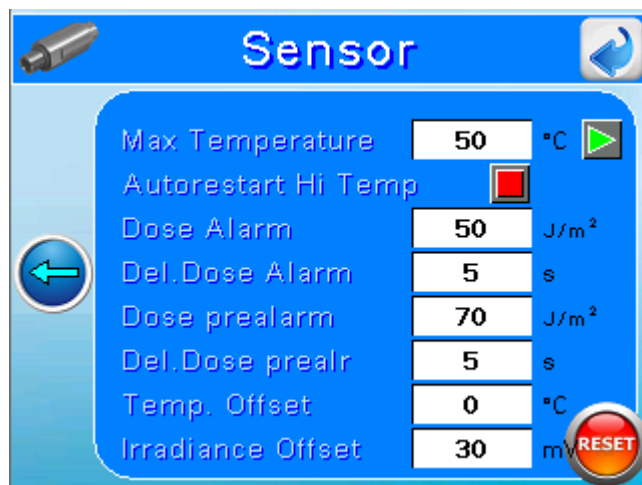 Sensor
Max Temperature 50 °C
Autorestart Hi Temp
Dose Alarm 50 J/m²
Del.Dose Alarm 5 s
Dose prealarm 70 J/m²
Del.Dose prealr 5 s
Temp. Offset 0 °C
Irradiance Offset 30
RESET